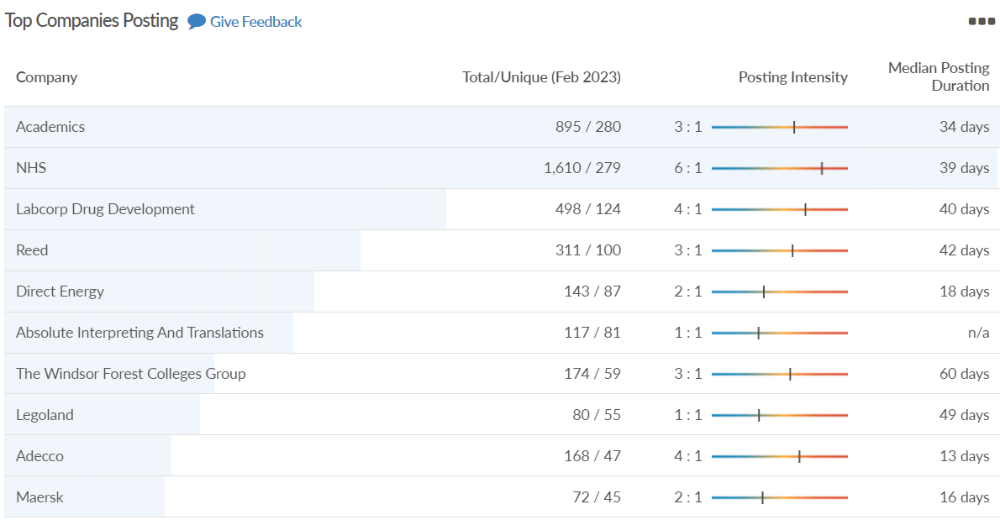 Top Companies Posting Give Feedback
Company Total/Unique (Feb 2023) Posting Intensity Median Posting Duration
Academics 895 / 280 3 : 1 34 days
NHS 1,610 / 279 6 : 1 39 days
Labcorp Drug Development 498 / 124 4 : 1 40 days
Reed 311 / 100 3 : 1 42 days
Direct Energy 143 / 87 2 : 1 18 days
Absolute Interpreting And Translations 117 / 81 1 : 1 n/a
The Windsor Forest Colleges Group 174 / 59 3 : 1 60 days
Legoland 80 / 55 1 : 1 49 days
Adecco 168 / 47 4 : 1 13 days
Maersk 72 / 45 2 : 1 16 days